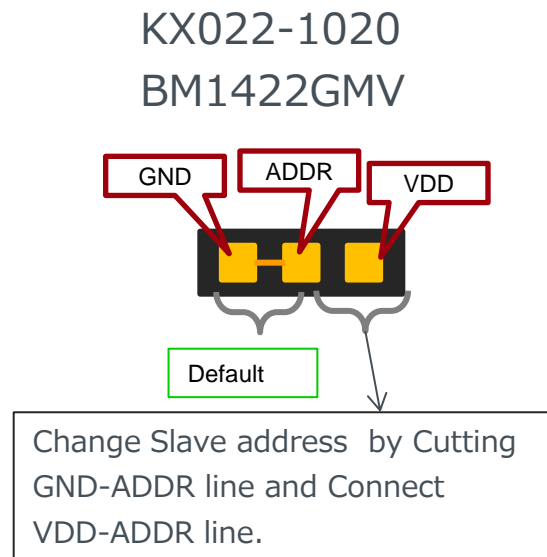 KX022-1020
BM1422GMV
GND
ADDR
VDD
Default
Change Slave address  by Cutting
GND-ADDR line and Connect
VDD-ADDR line.